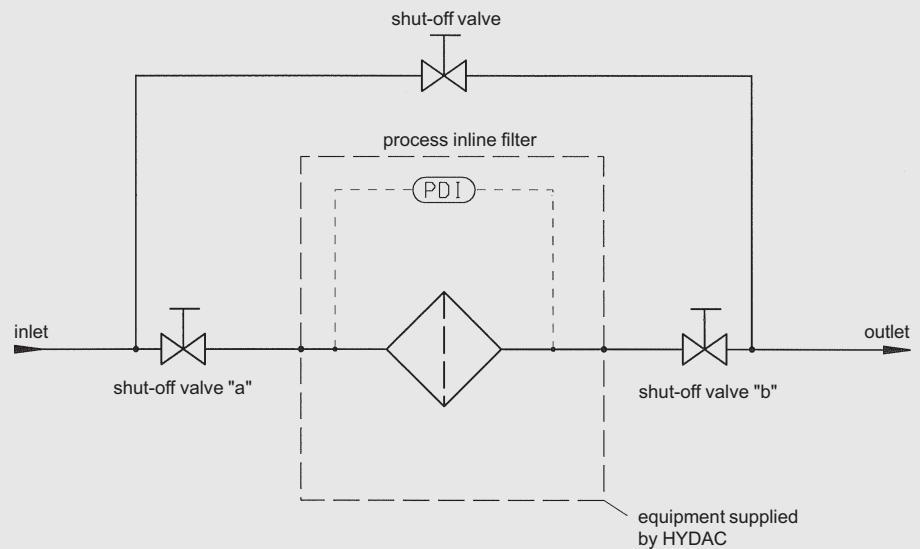 shut-off valve
process inline filter
PDI
inlet
outlet
shut-off valve "a"
shut-off valve "b"
equipment supplied
by HYDAC